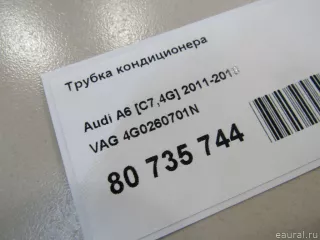 Трубка кондиционера
Audi A6 [C7,4G] 2011-201
VAG 4G0260701N
80 735 744
eaural.ru